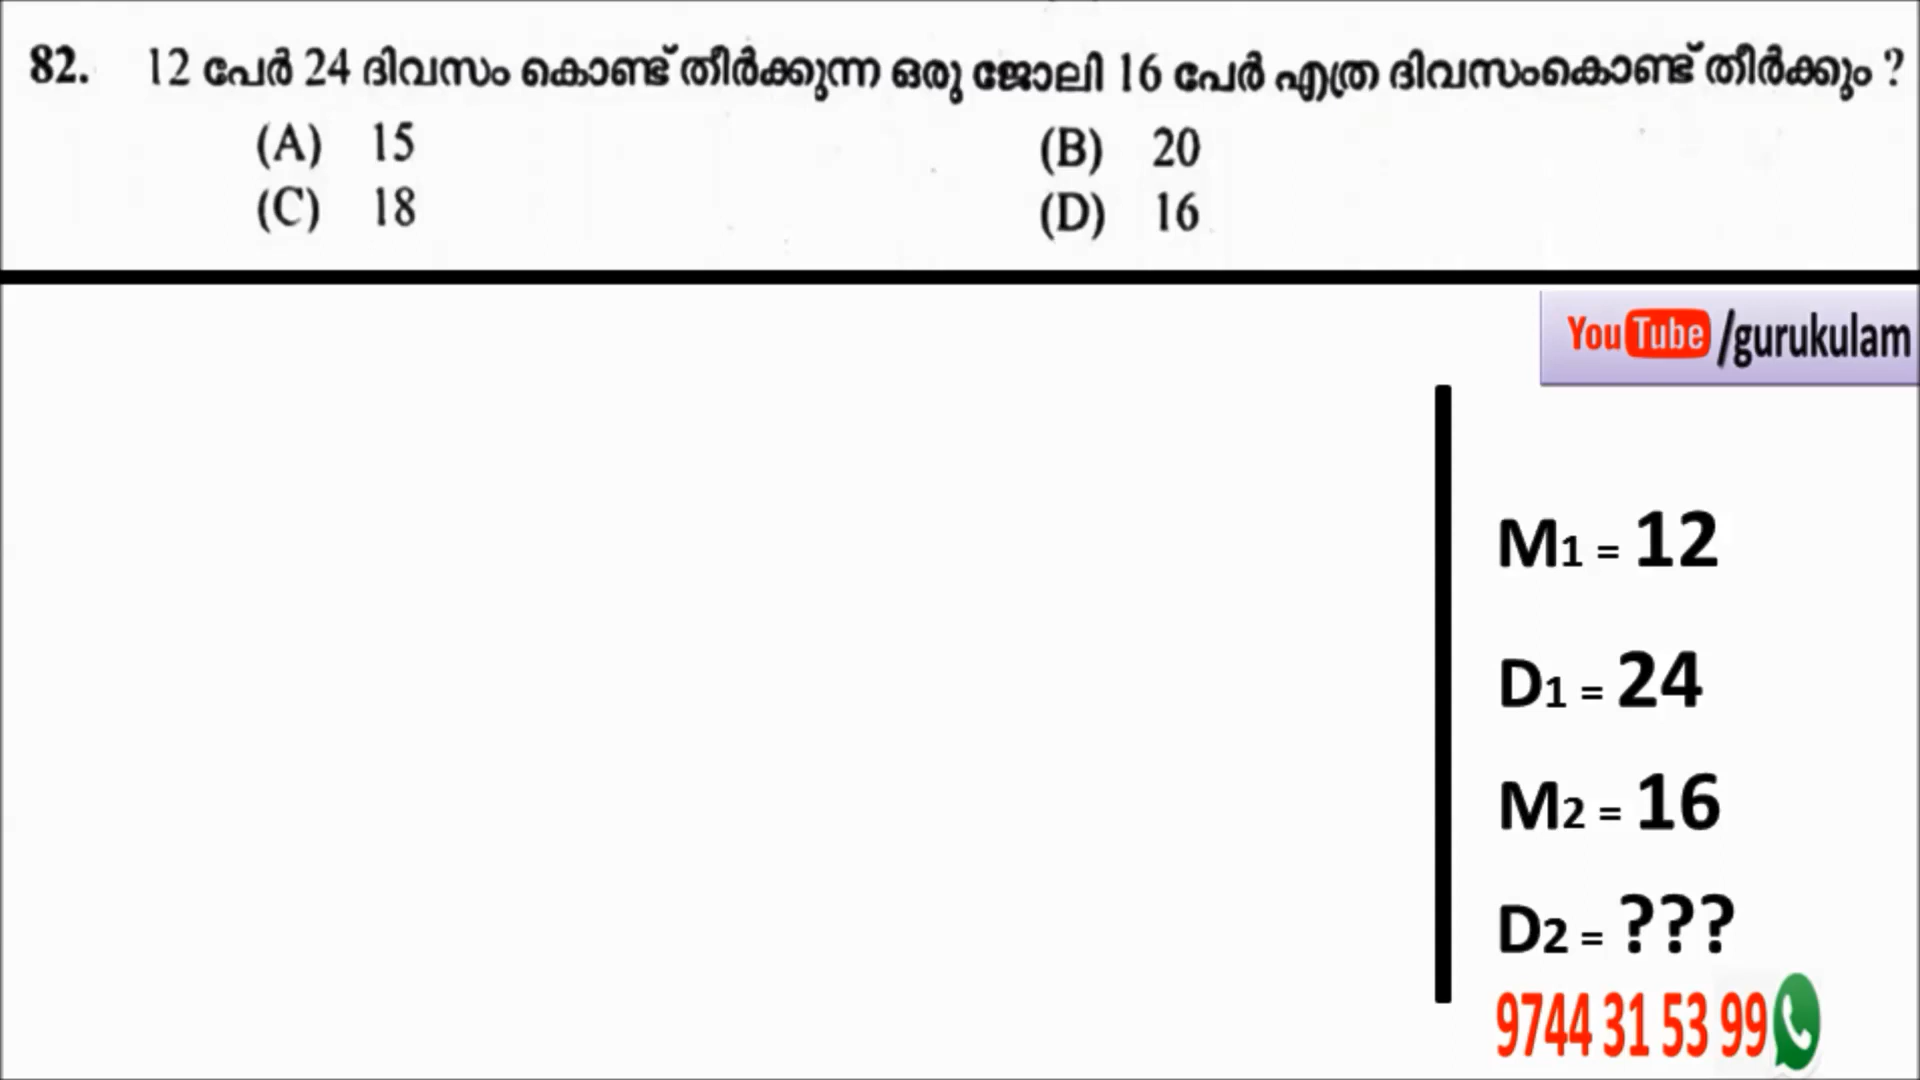 82. 12 പേർ 24 ദിവസം കൊണ്ട് തീർക്കുന്ന ഒരു ജോലി 16 പേർ എത്ര ദിവസംകൊണ്ട് തീർക്കും ?
(A) 15 (B) 20
(C) 18 (D) 16
YouTube /gurukulam
M1 = 12
D1 = 24
M2 = 16
D2 = ???
9744 31 53 99